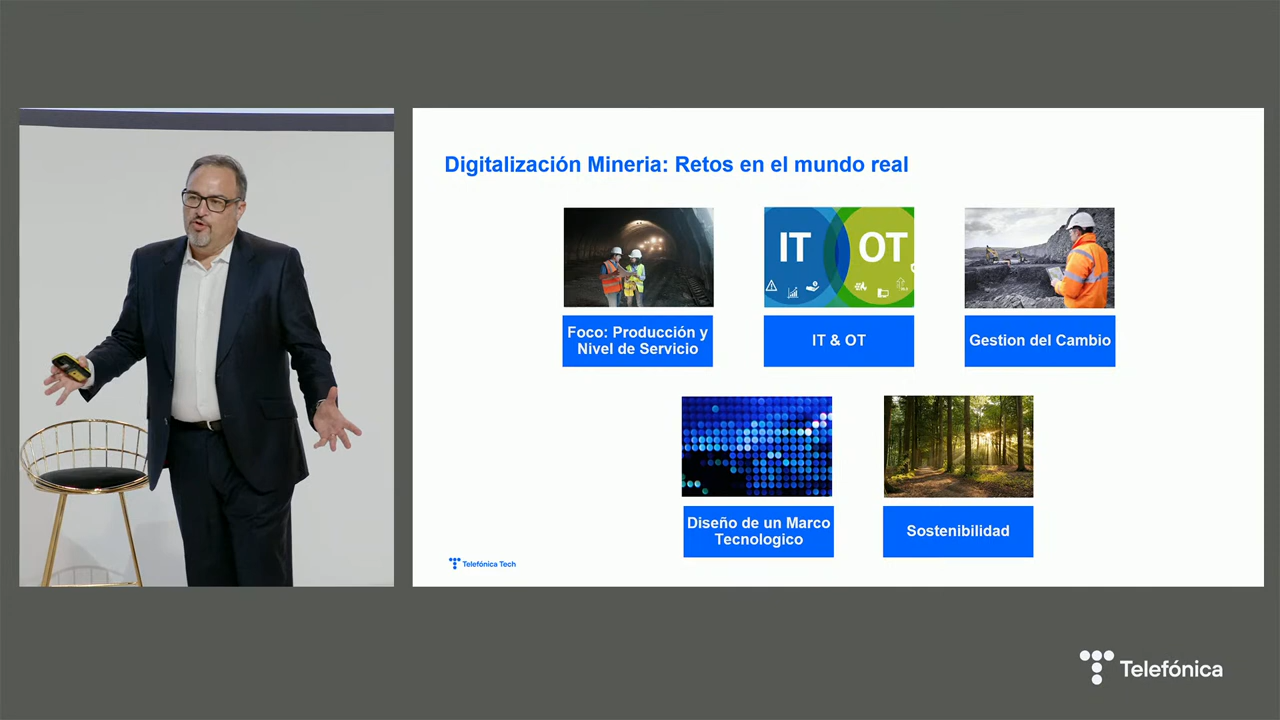 Digitalización Mineria: Retos en el mundo real
IT
OT
Foco: Producción y
Nivel de Servicio
IT & OT
Gestion del Cambio
Diseño de un Marco
Tecnologico
Sostenibilidad
Telefónica Tech
Telefónica